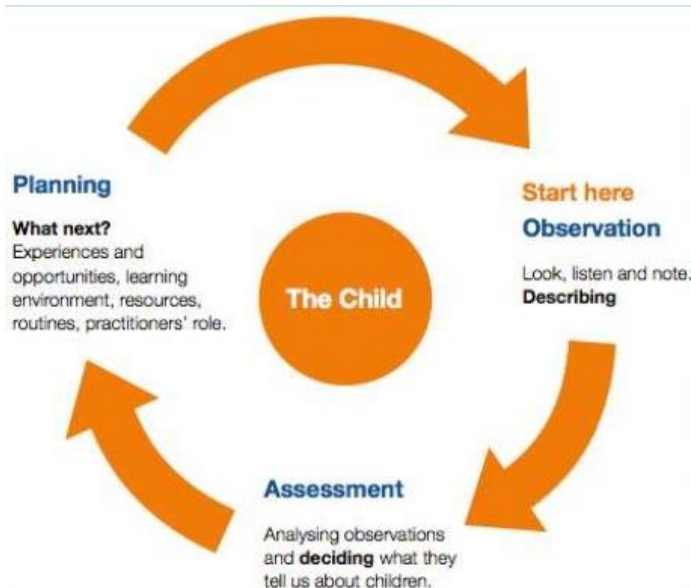 Planning
What next?
Experiences and
opportunities, learning
environment, resources,
routines, practitioners' role.
The Child
Start here
Observation
Look, listen and note.
Describing
Assessment
Analysing observations
and deciding what they
tell us about children.